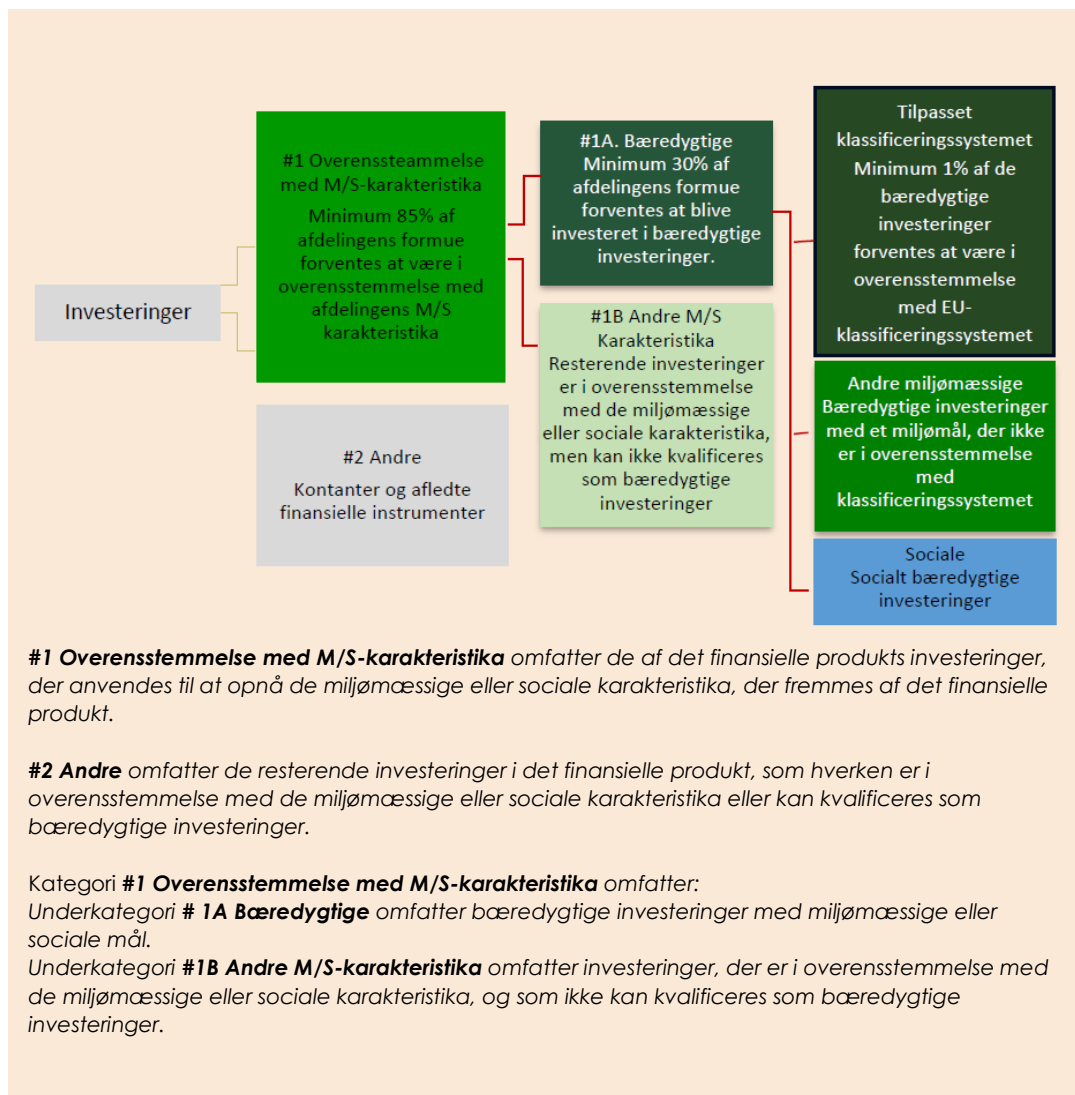 Investeringer
#1 Overenssteammelse
med M/S-karakteristika
Minimum 85% af
afdelingens formue
forventes at være i
overensstemmelse med
afdelingens M/S
karakteristika
#2 Andre
Kontanter og afledte
finansielle instrumenter
#1A. Bæredygtige
Minimum 30% af
afdelingens formue
forventes at blive
investeret i bæredygtige
investeringer.
#1B Andre M/S
Karakteristika
Resterende investeringer
er i overensstemmelse
med de miljømæssige
eller sociale karakteristika,
men kan ikke kvalificeres
som bæredygtige
investeringer
Tilpasset
klassificeringssystemet
Minimum 1% af de
bæredygtige
investeringer
forventes at være i
overensstemmelse
med EU-
klassificeringssystemet
Andre miljømæssige
Bæredygtige investeringer
med et miljømål, der ikke
er i overensstemmelse
med
klassificeringssystemet
Sociale
Socialt bæredygtige
investeringer
#1 Overensstemmelse med M/S-karakteristika omfatter de af det finansielle produkts investeringer,
der anvendes til at opnå de miljømæssige eller sociale karakteristika, der fremmes af det finansielle
produkt.
#2 Andre omfatter de resterende investeringer i det finansielle produkt, som hverken er i
overensstemmelse med de miljømæssige eller sociale karakteristika eller kan kvalificeres som
bæredygtige investeringer.
Kategori #1 Overensstemmelse med M/S-karakteristika omfatter:
Underkategori # 1A Bæredygtige omfatter bæredygtige investeringer med miljømæssige eller
sociale mål.
Underkategori #1B Andre M/S-karakteristika omfatter investeringer, der er i overensstemmelse med
de miljømæssige eller sociale karakteristika, og som ikke kan kvalificeres som bæredygtige
investeringer.